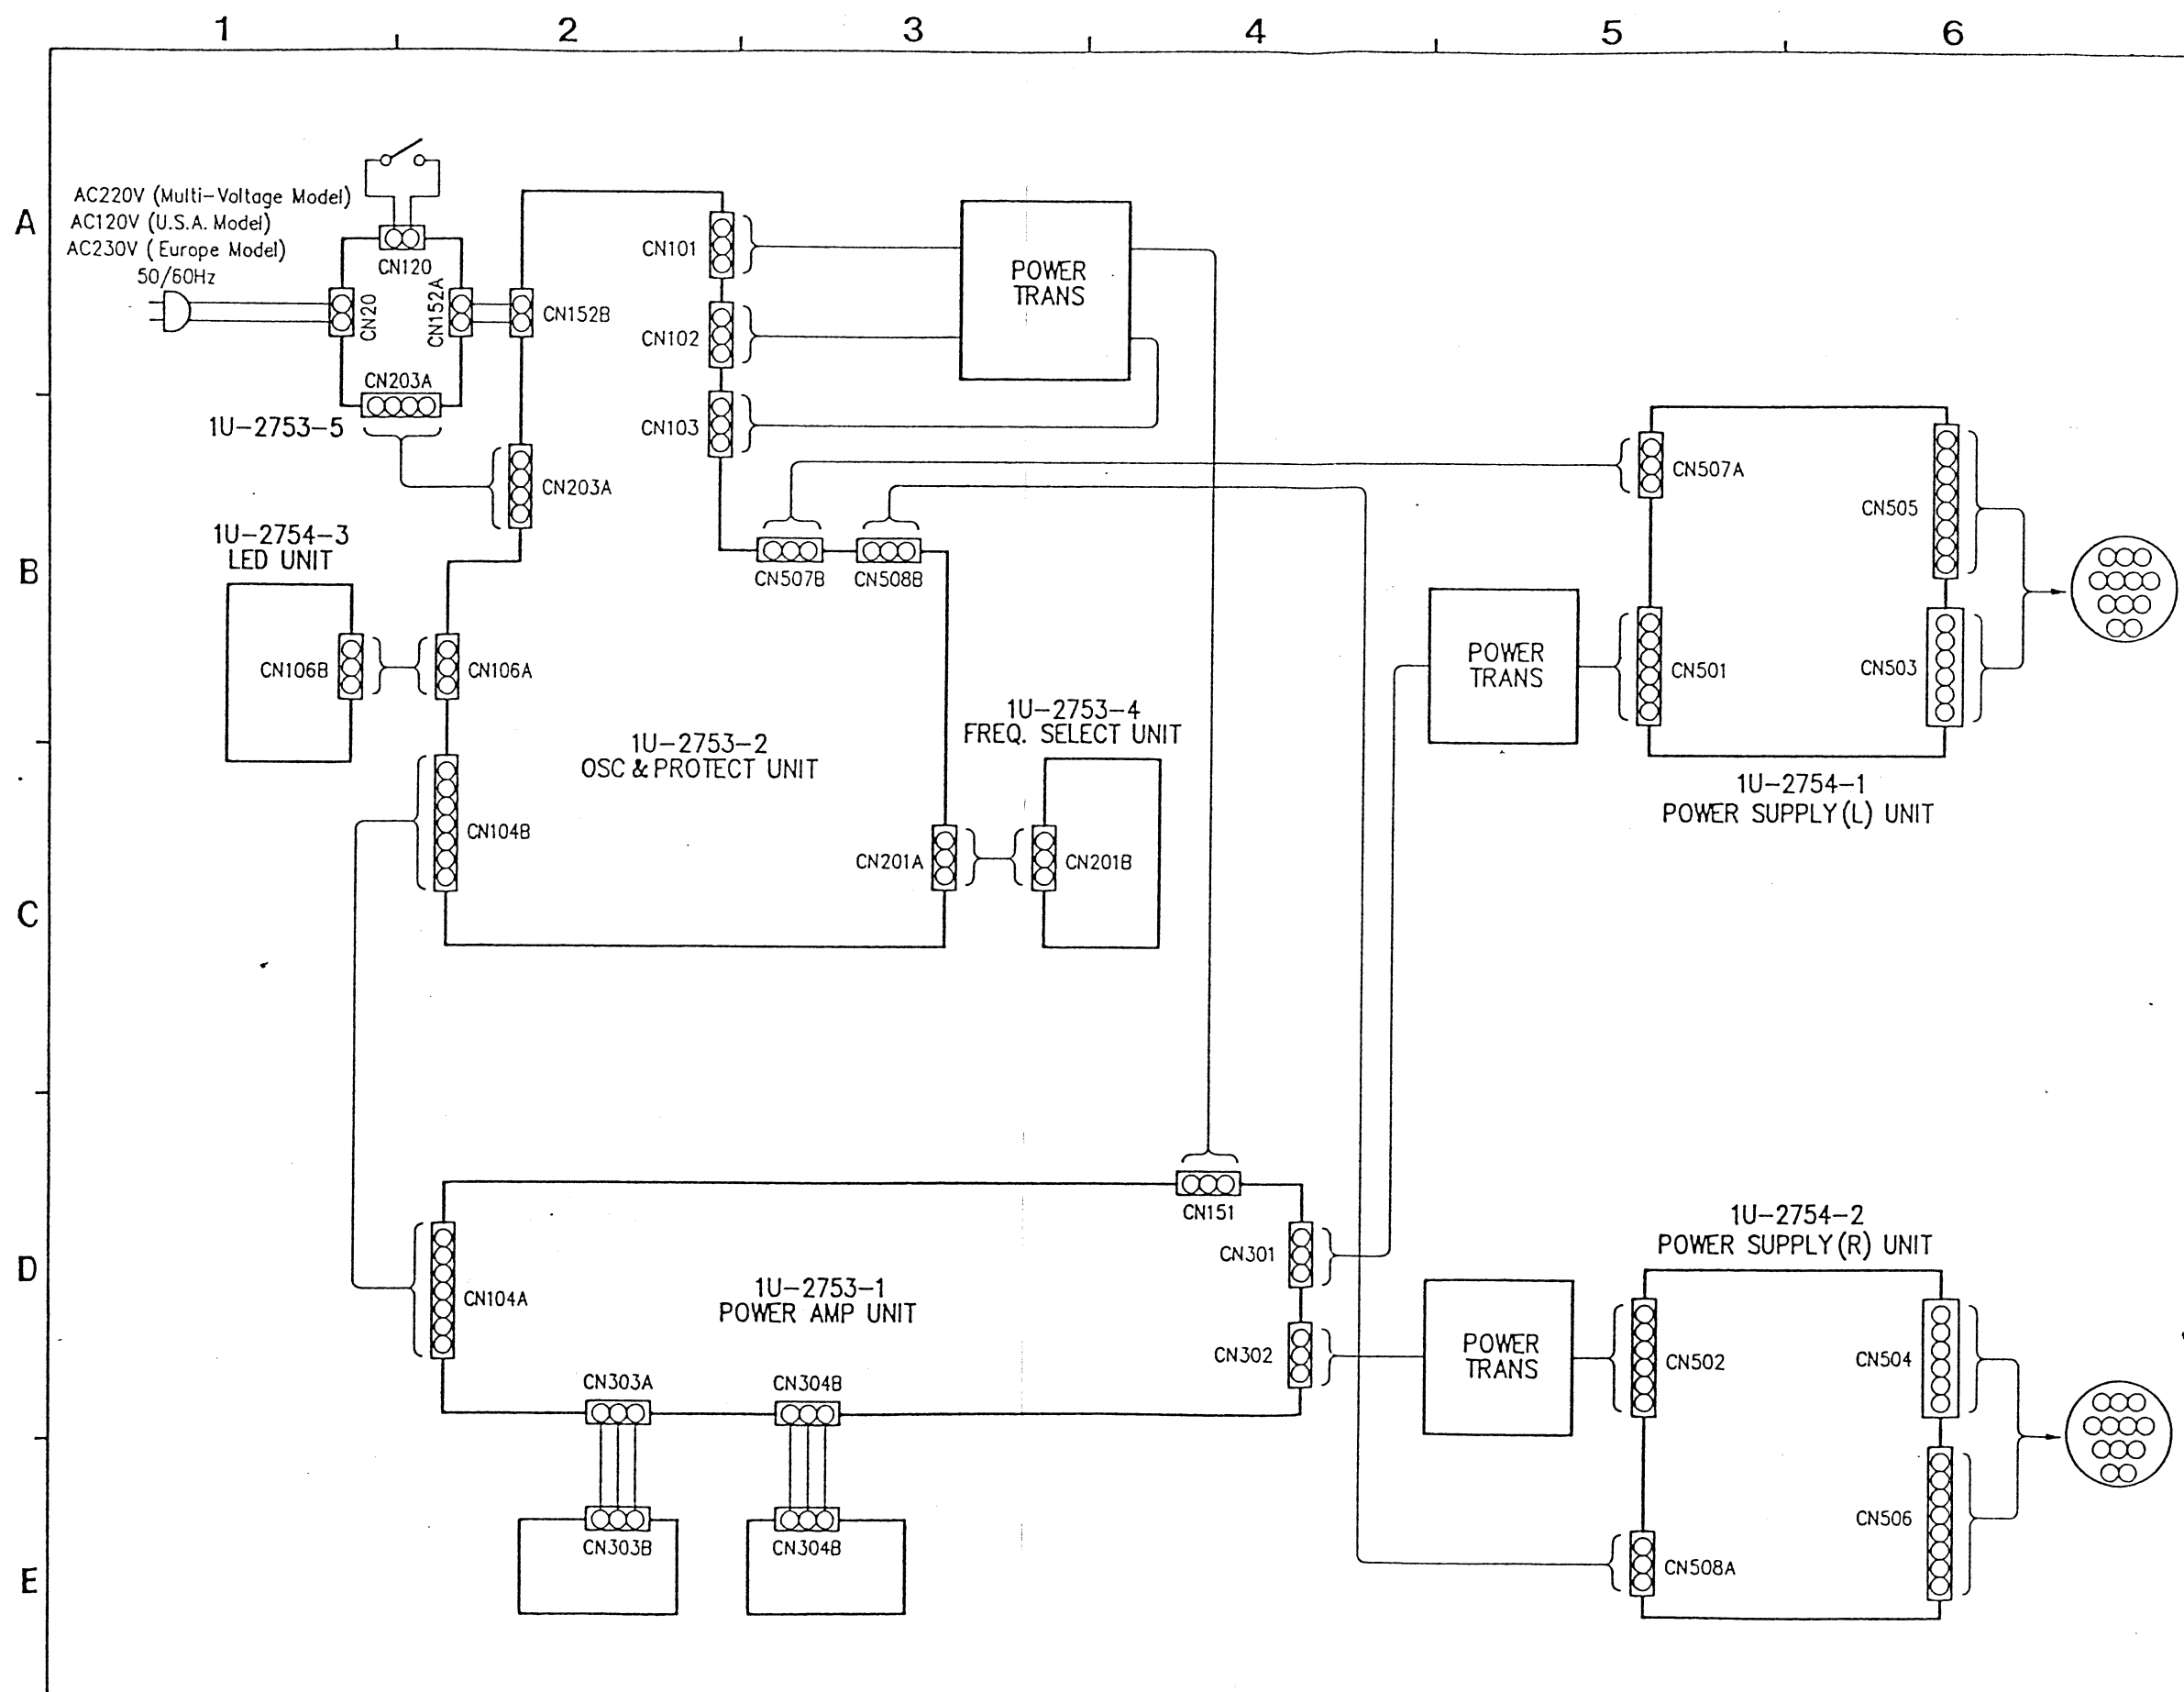 1 2 3 4 5 6
A
AC220V (Multi-Voltage Model)
AC120V (U.S.A. Model)
AC230V (Europe Model)
50/60Hz
CN120
CN20
CN152A
CN203A
1U-2753-5
CN152B
CN101
CN102
CN103
CN203A
POWER
TRANS
B
1U-2754-3
LED UNIT
CN106B
CN106A
CN507B
CN508B
CN507A
CN505
POWER
TRANS
CN501
CN503
1U-2753-2
OSC & PROTECT UNIT
1U-2753-4
FREQ. SELECT UNIT
1U-2754-1
POWER SUPPLY (L) UNIT
C
CN104B
CN201A
CN201B
D
CN151
CN301
CN302
CN104A
1U-2753-1
POWER AMP UNIT
CN303A
CN304B
1U-2754-2
POWER SUPPLY (R) UNIT
POWER
TRANS
CN502
CN504
E
CN303B
CN304B
CN506
CN508A